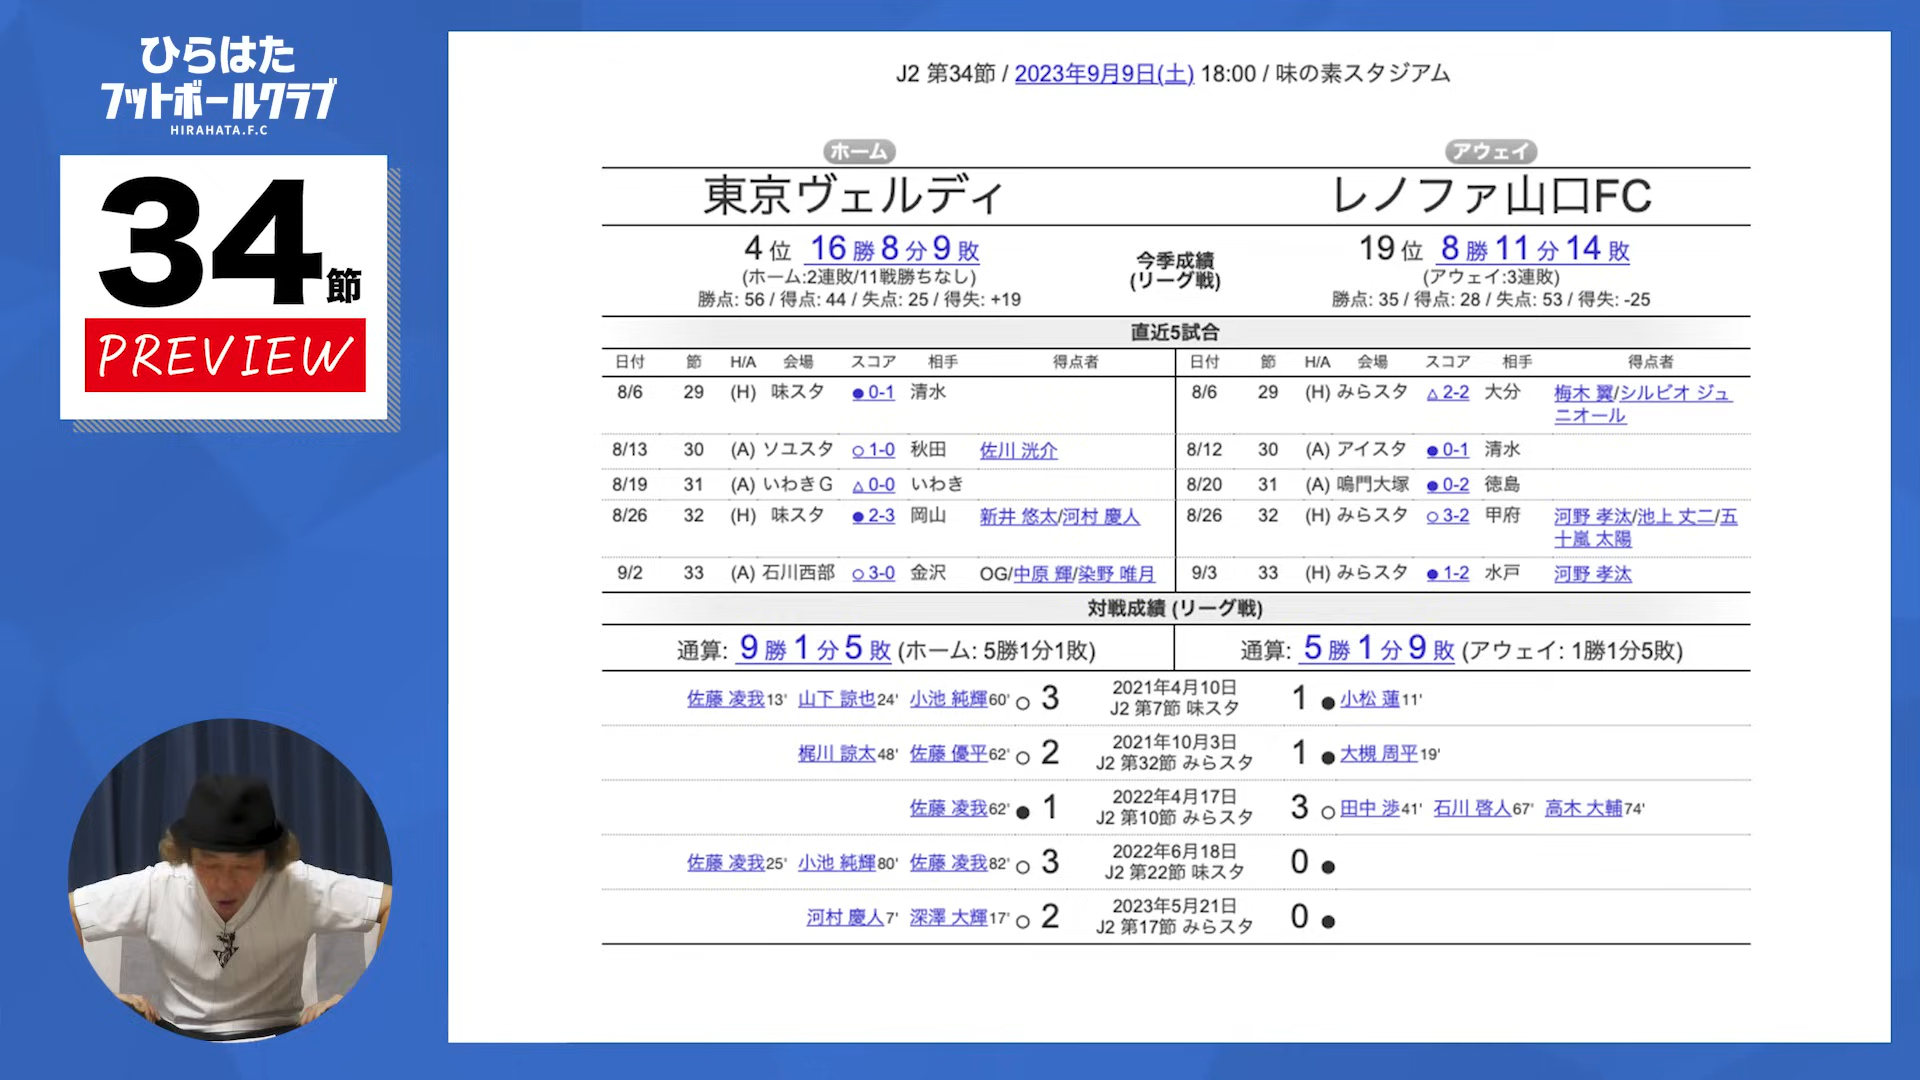 ひらはた
フットボールクラブ
HIRAHATA.F.C
34節
PREVIEW
J2 第34節 / 2023年9月9日(土) 18:00 / 味の素スタジアム
ホーム アウェイ
東京ヴェルディ レノファ山口FC
4位 16勝8分9敗 今季成績 19位 8勝11分14敗
(ホーム:2連敗/11戦勝ちなし) (リーグ戦) (アウェイ:3連敗)
勝点: 56 / 得点: 44 / 失点: 25 / 得失: +19 勝点: 35 / 得点: 28 / 失点: 53 / 得失: -25
直近5試合
日付 節 H/A 会場 スコア 相手 得点者 日付 節 H/A 会場 スコア 相手 得点者
8/6 29 (H) 味スタ ●0-1 清水 8/6 29 (H) みらスタ △2-2 大分 梅木 翼/シルビオ ジュ
ニオール
8/13 30 (A) ソユスタ ○1-0 秋田 佐川 洸介 8/12 30 (A) アイスタ ●0-1 清水
8/19 31 (A) いわきG △0-0 いわき 8/20 31 (A) 鳴門大塚 ●0-2 徳島
8/26 32 (H) 味スタ ●2-3 岡山 新井 悠太/河村 慶人 8/26 32 (H) みらスタ ○3-2 甲府 河野 孝汰/池上 丈二/五
十嵐 太陽
9/2 33 (A) 石川西部 ○3-0 金沢 OG/中原 輝/染野 唯月 9/3 33 (H) みらスタ ●1-2 水戸 河野 孝汰
対戦成績 (リーグ戦)
通算: 9勝1分5敗 (ホーム: 5勝1分1敗) 通算: 5勝1分9敗 (アウェイ: 1勝1分5敗)
佐藤 凌我13' 山下 諒也24' 小池 純輝60' ○ 3 2021年4月10日 1 ● 小松 蓮11'
J2 第7節 味スタ
梶川 諒太48' 佐藤 優平62' ○ 2 2021年10月3日 1 ● 大槻 周平19'
J2 第32節 みらスタ
佐藤 凌我62' ● 1 2022年4月17日 3 ○ 田中 渉41' 石川 啓人67' 高木 大輔74'
J2 第10節 みらスタ
佐藤 凌我25' 小池 純輝80' 佐藤 凌我82' ○ 3 2022年6月18日 0 ●
J2 第22節 味スタ
河村 慶人7' 深澤 大輝17' ○ 2 2023年5月21日 0 ●
J2 第17節 みらスタ